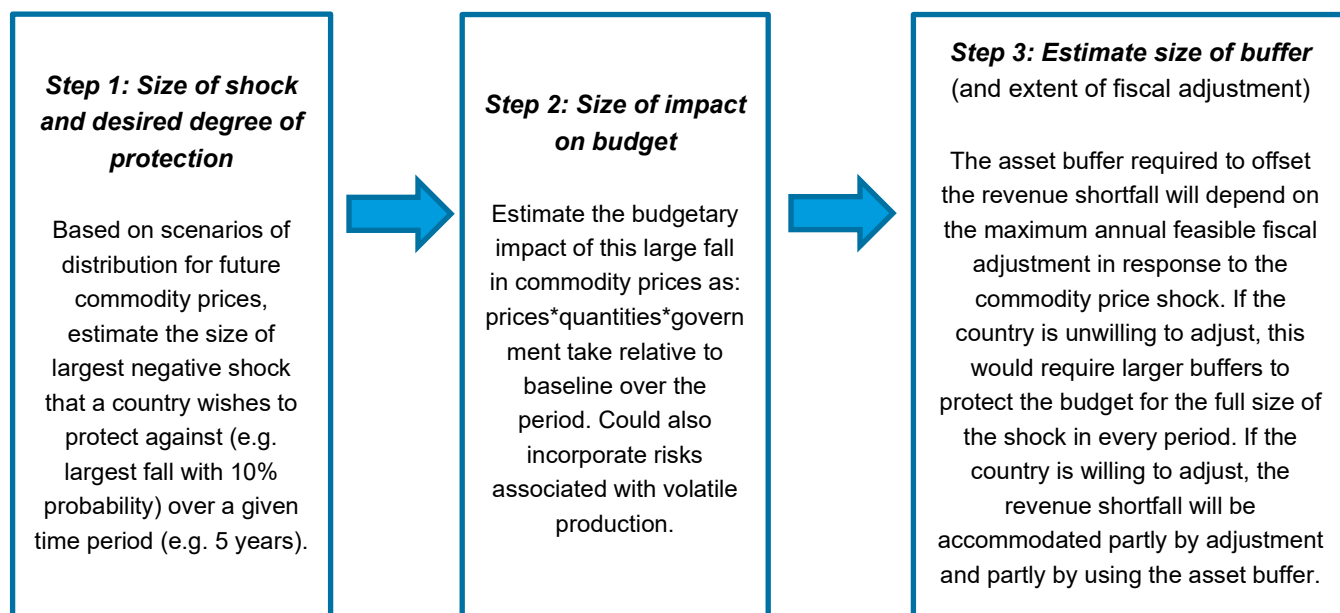 Step 1: Size of shock
and desired degree of
protection
Based on scenarios of
distribution for future
commodity prices,
estimate the size of
largest negative shock
that a country wishes to
protect against (e.g.
largest fall with 10%
probability) over a given
time period (e.g. 5 years).
Step 2: Size of impact
on budget
Estimate the budgetary
impact of this large fall
in commodity prices as:
prices*quantities*govern
ment take relative to
baseline over the
period. Could also
incorporate risks
associated with volatile
production.
Step 3: Estimate size of buffer
(and extent of fiscal adjustment)
The asset buffer required to offset
the revenue shortfall will depend on
the maximum annual feasible fiscal
adjustment in response to the
commodity price shock. If the
country is unwilling to adjust, this
would require larger buffers to
protect the budget for the full size of
the shock in every period. If the
country is willing to adjust, the
revenue shortfall will be
accommodated partly by adjustment
and partly by using the asset buffer.